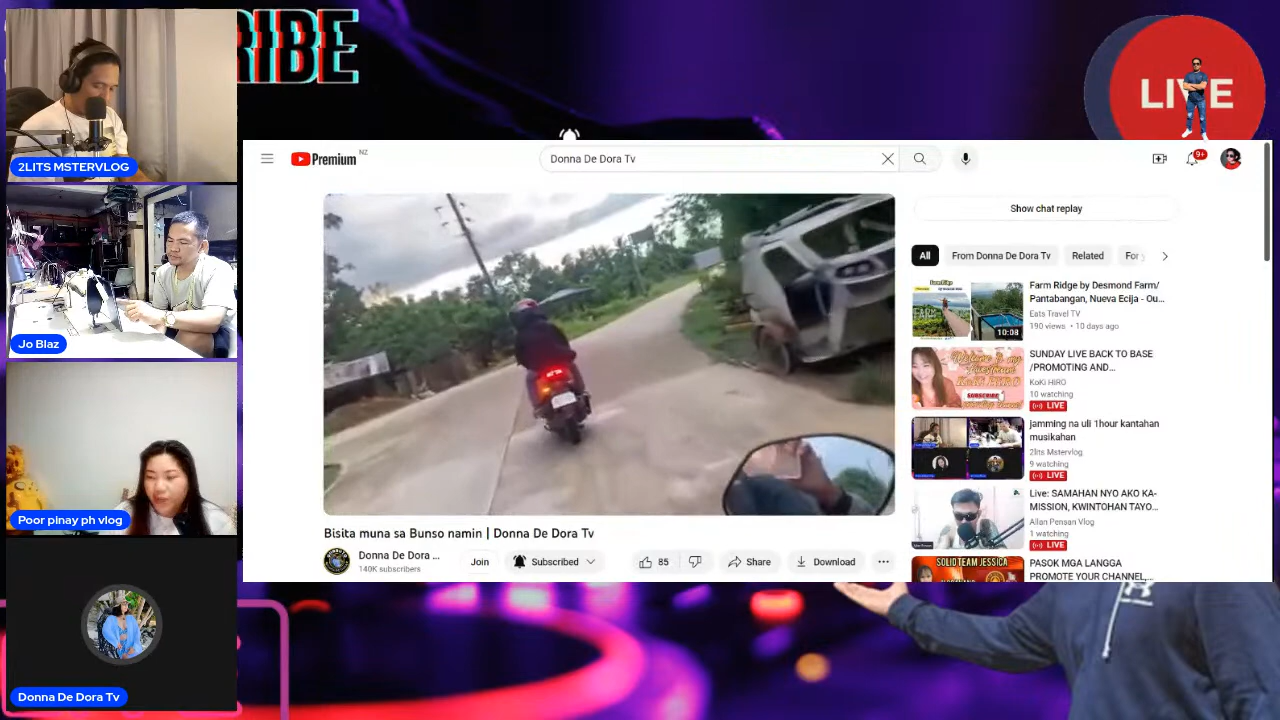 RIBE
LIVE
2LITS MSTERVLOG
Jo Blaz
Poor pinay ph vlog
Donna De Dora Tv
Premium NZ
Donna De Dora Tv
9+
Show chat replay
All
From Donna De Dora Tv
Related
For
Farm Ridge by Desmond Farm/
Pantabangan, Nueva Ecija - Ou...
Eats Travel TV
190 views • 10 days ago
10:08
SUNDAY LIVE BACK TO BASE
/PROMOTING AND...
KoKi HIRO
10 watching
LIVE
jamming na uli 1hour kantahan
musikahan
2lits Mstervlog
9 watching
LIVE
Live: SAMAHAN NYO AKO KA-
MISSION, KWINTOHAN TAYO...
Allan Pensan Vlog
1 watching
LIVE
SOLID TEAM JESSICA
PASOK MGA LANGGA
PROMOTE YOUR CHANNEL,...
Bisita muna sa Bunso namin | Donna De Dora Tv
Donna De Dora ...
140K subscribers
Join
Subscribed
85
Share
Download